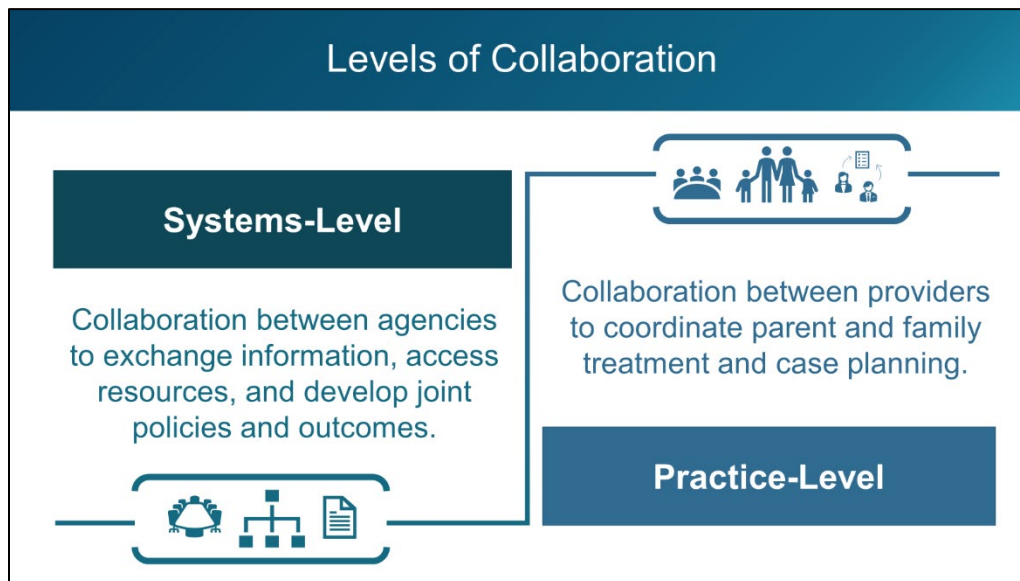 Levels of Collaboration
Systems-Level
Collaboration between agencies
to exchange information, access
resources, and develop joint
policies and outcomes.
Collaboration between providers
to coordinate parent and family
treatment and case planning.
Practice-Level